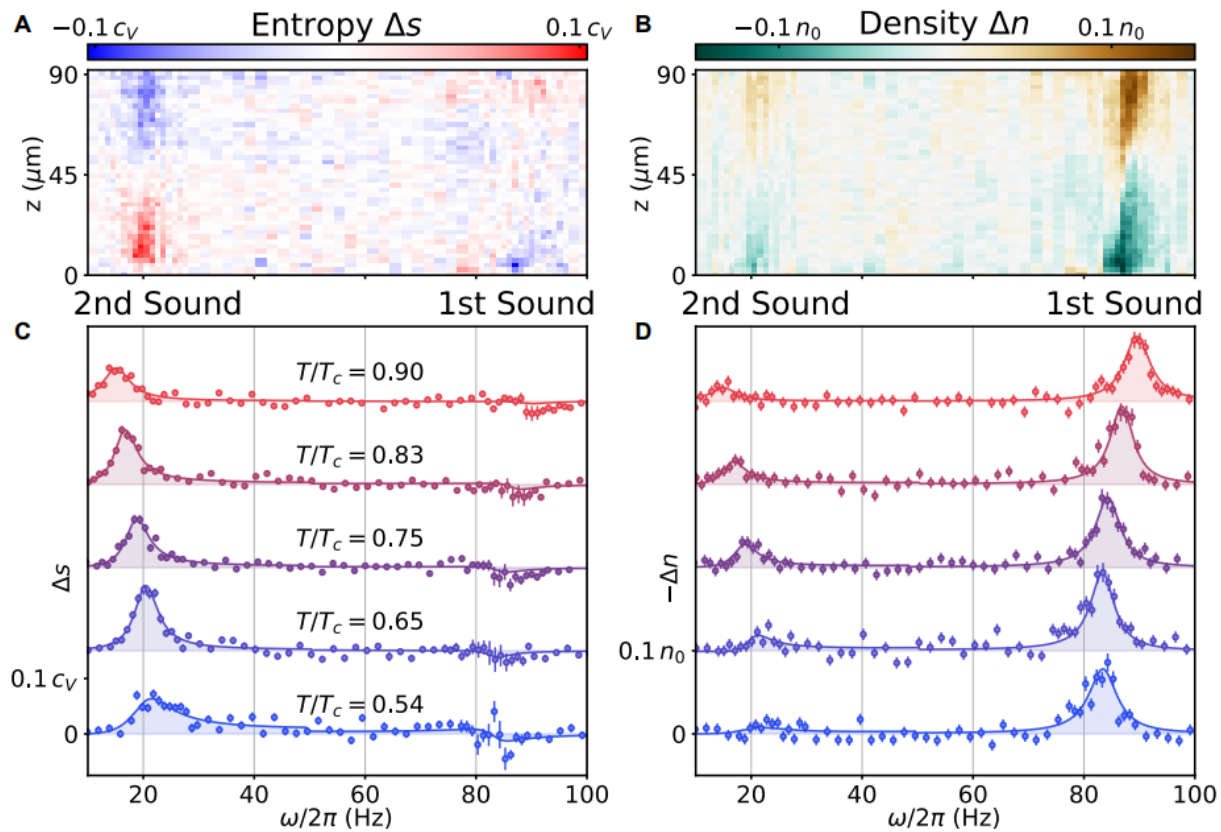 A
−0.1 c_V Entropy Δs 0.1 c_V
90
45
0
z (μm)
B
−0.1 n_0 Density Δn 0.1 n_0
90
45
0
z (μm)
2nd Sound 1st Sound
2nd Sound 1st Sound
C
T/T_c = 0.90
T/T_c = 0.83
T/T_c = 0.75
T/T_c = 0.65
T/T_c = 0.54
Δs
0.1 c_V
0
20 40 60 80 100
ω/2π (Hz)
D
−Δn
0.1 n_0
0
20 40 60 80 100
ω/2π (Hz)